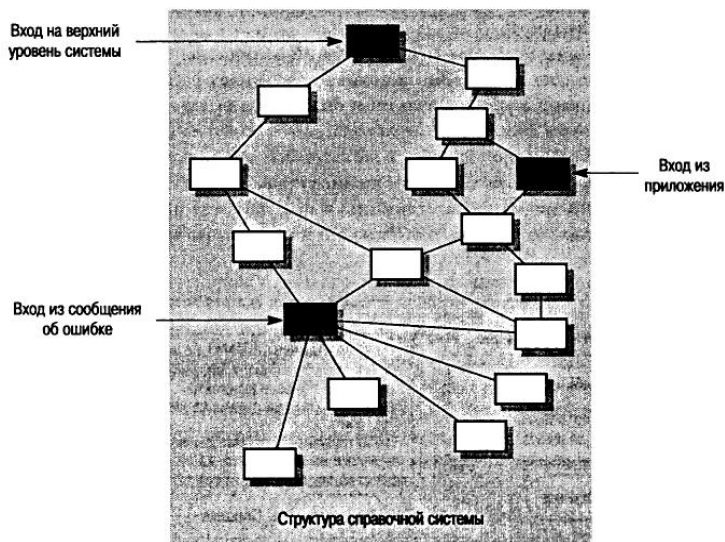 Вход на верхний
уровень системы
Вход из
приложения
Вход из сообщения
об ошибке
Структура справочной системы